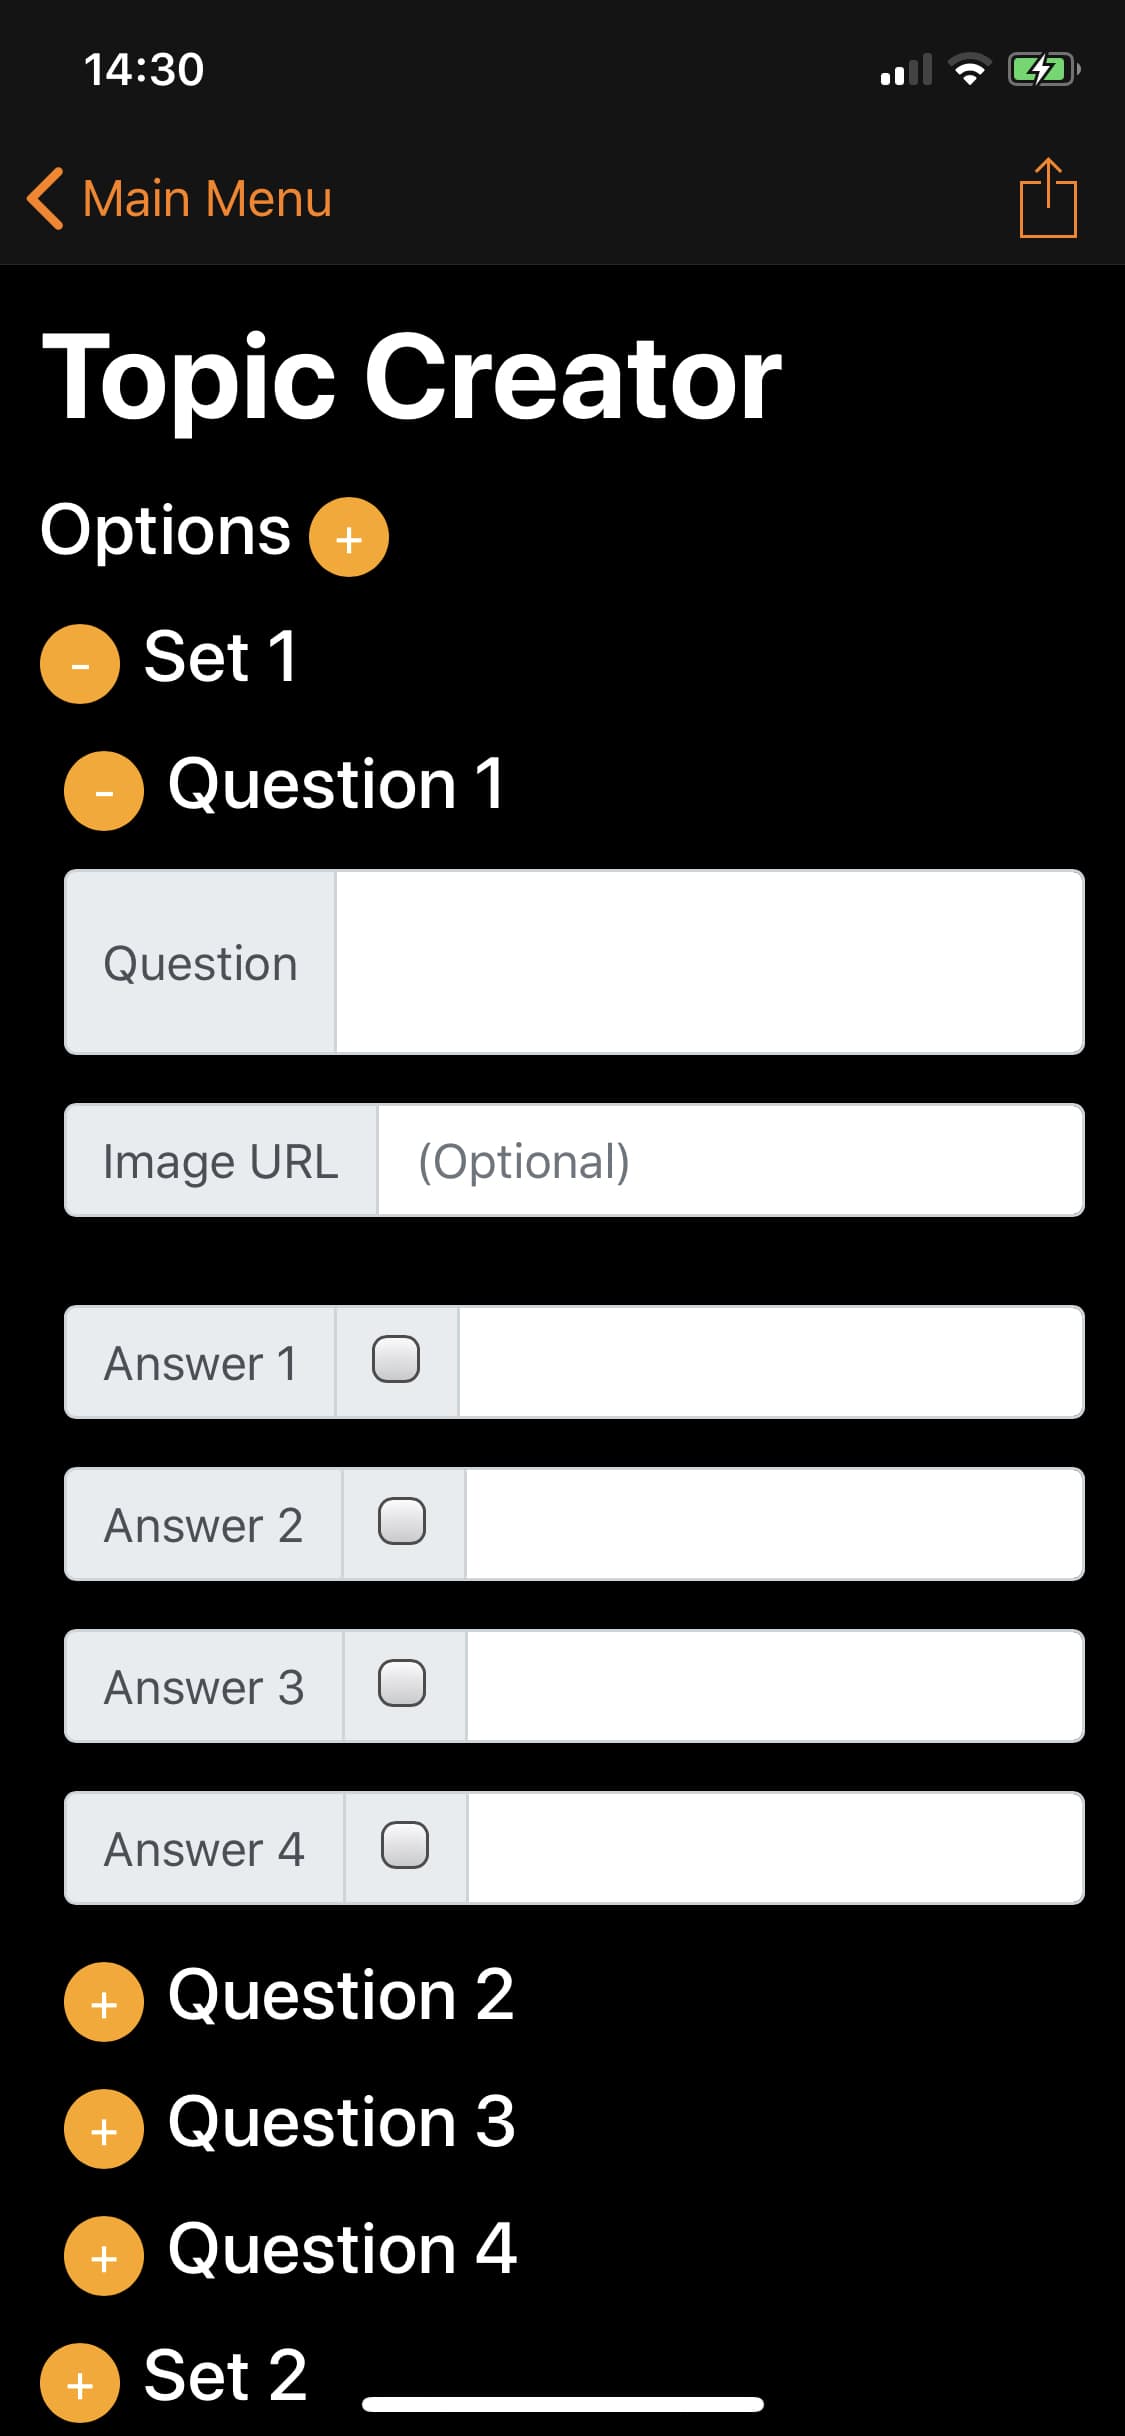 14:30
Main Menu
Topic Creator
Options +
- Set 1
- Question 1
Question
Image URL (Optional)
Answer 1
Answer 2
Answer 3
Answer 4
+ Question 2
+ Question 3
+ Question 4
+ Set 2